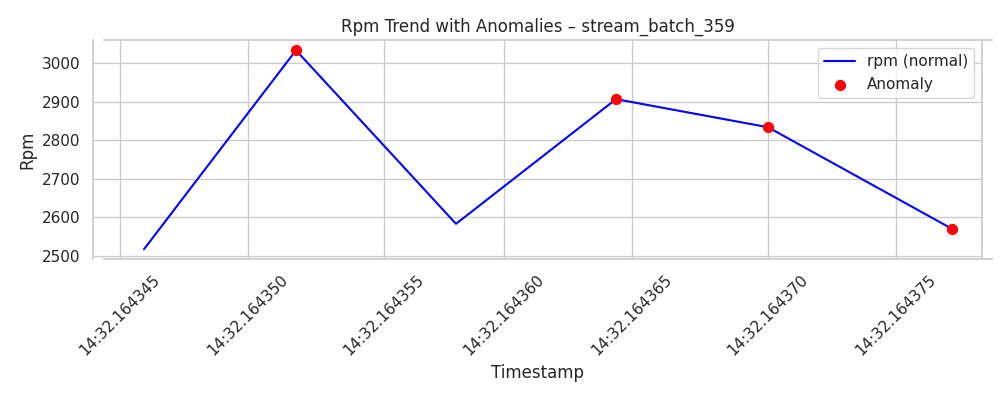 Rpm Trend with Anomalies – stream_batch_359
rpm (normal)
Anomaly
Rpm
3000
2900
2800
2700
2600
2500
14:32.164345
14:32.164350
14:32.164355
14:32.164360
14:32.164365
14:32.164370
14:32.164375
Timestamp